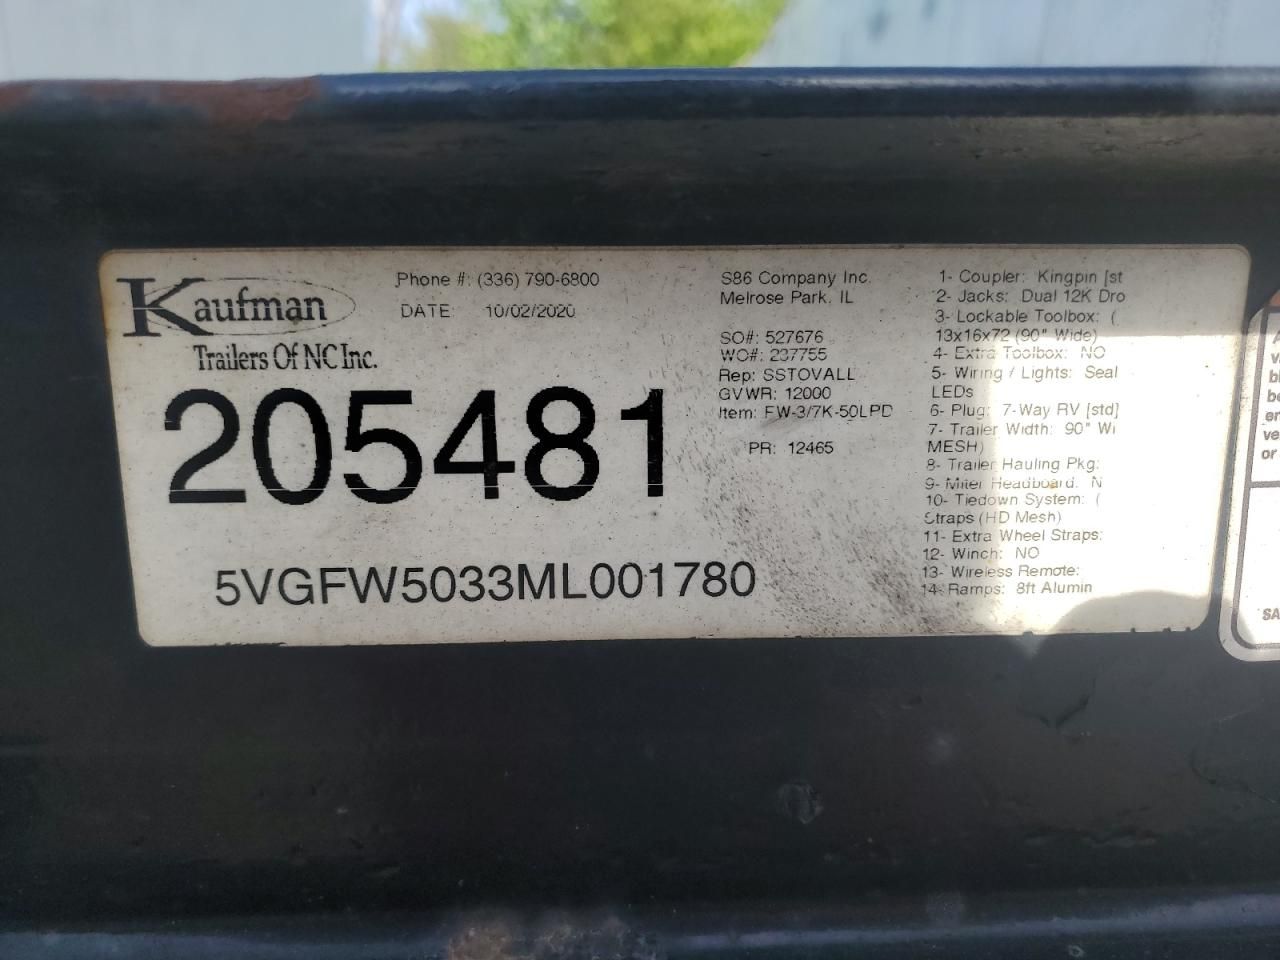 Kaufman
Trailers Of NC Inc.
Phone #: (336) 790-6800
DATE: 10/02/2020
205481
5VGFW5033ML001780
S86 Company Inc.
Melrose Park, IL
SO#: 527676
WO#: 237755
Rep: SSTOVALL
GVWR: 12000
Item: FW-3/7K-50LPD
PR: 12465
1- Coupler: Kingpin [st
2- Jacks: Dual 12K Dro
3- Lockable Toolbox: (
13x16x72 (90" Wide)
4- Extra Toolbox: NO
5- Wiring / Lights: Seal
LEDs
6- Plug: 7-Way RV [std]
7- Trailer Width: 90" Wi
MESH)
8- Trailer Hauling Pkg:
9- Miter Headboard: N
10- Tiedown System: (
Straps (HD Mesh)
11- Extra Wheel Straps:
12- Winch: NO
13- Wireless Remote:
14- Ramps: 8ft Alumin
be
or
SA